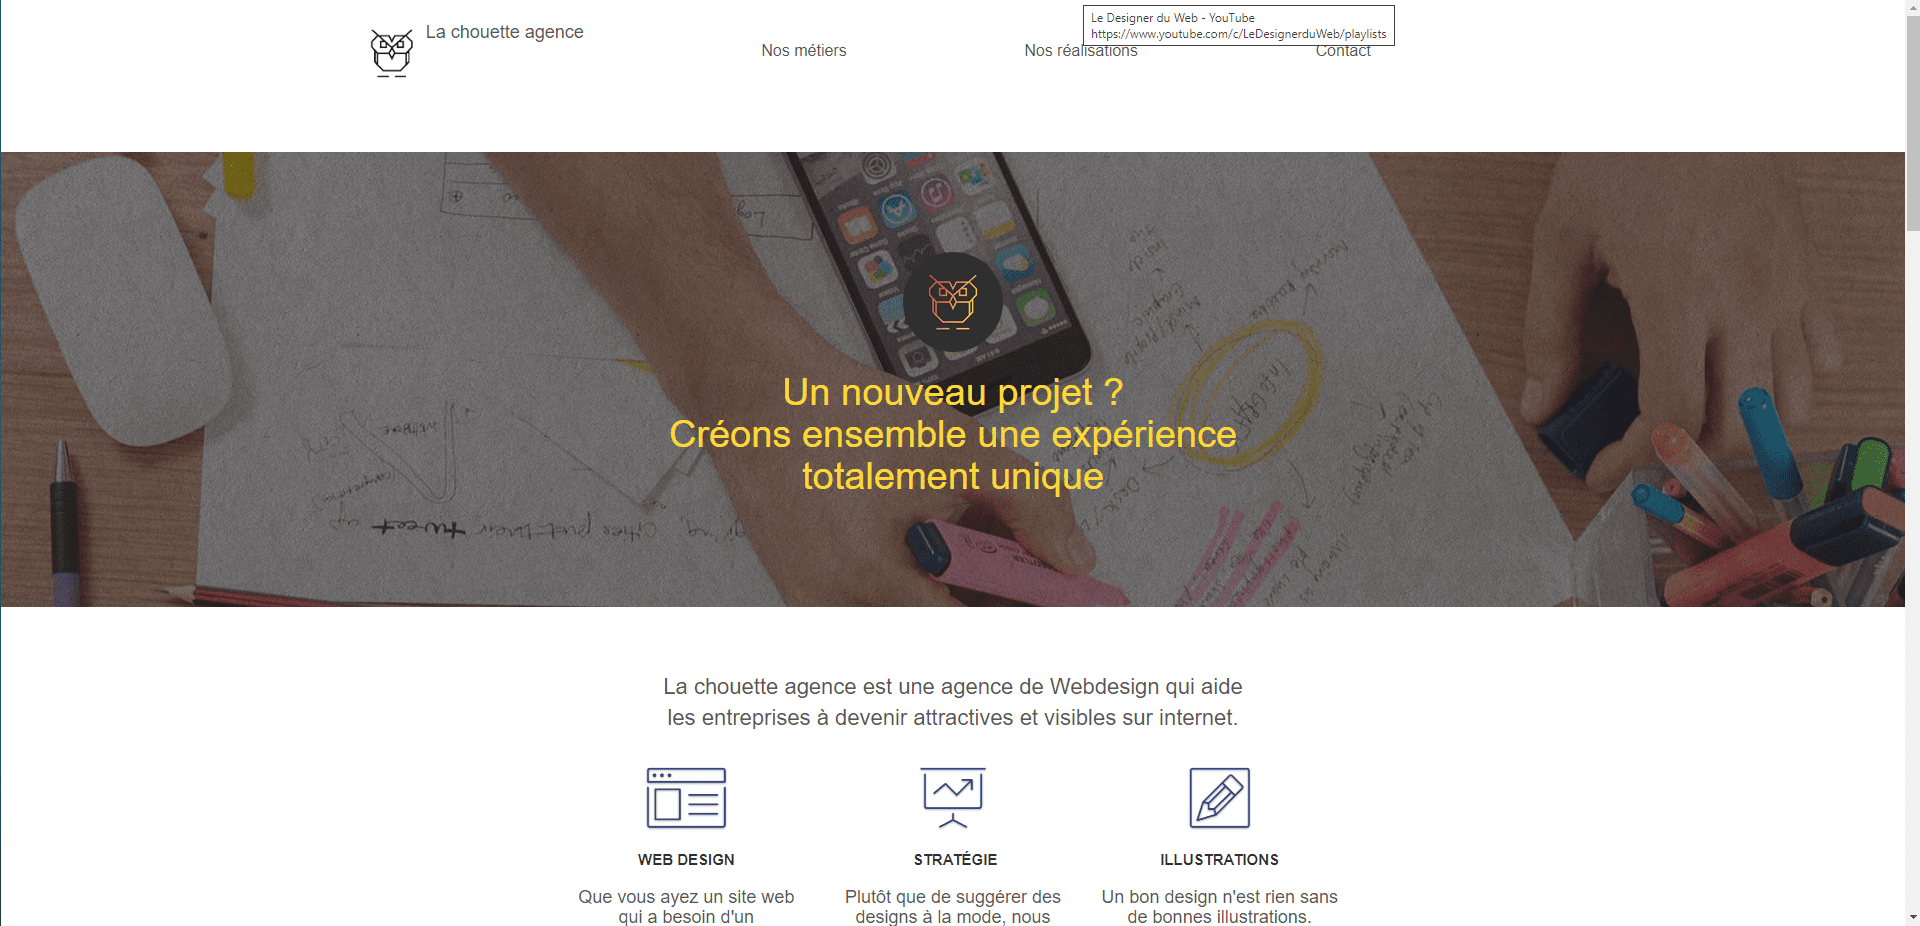 La chouette agence
Le Designer du Web - YouTube
https://www.youtube.com/c/LeDesignerduWeb/playlists
Nos métiers
Nos réalisations
Contact
Un nouveau projet ?
Créons ensemble une expérience
totalement unique
La chouette agence est une agence de Webdesign qui aide
les entreprises à devenir attractives et visibles sur internet.
WEB DESIGN
Que vous ayez un site web
qui a besoin d'un
STRATÉGIE
Plutôt que de suggérer des
designs à la mode, nous
ILLUSTRATIONS
Un bon design n'est rien sans
de bonnes illustrations.